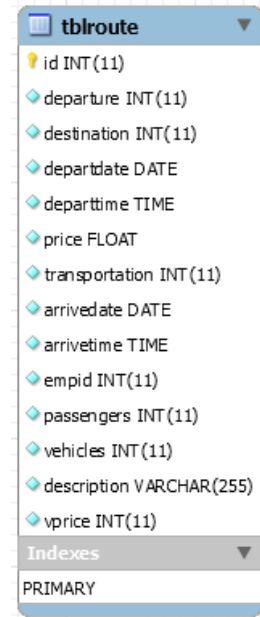 tblroute
id INT(11)
departure INT(11)
destination INT(11)
departdate DATE
departtime TIME
price FLOAT
transportation INT(11)
arrivedate DATE
arrivetime TIME
empid INT(11)
passengers INT(11)
vehicles INT(11)
description VARCHAR(255)
vprice INT(11)
Indexes
PRIMARY